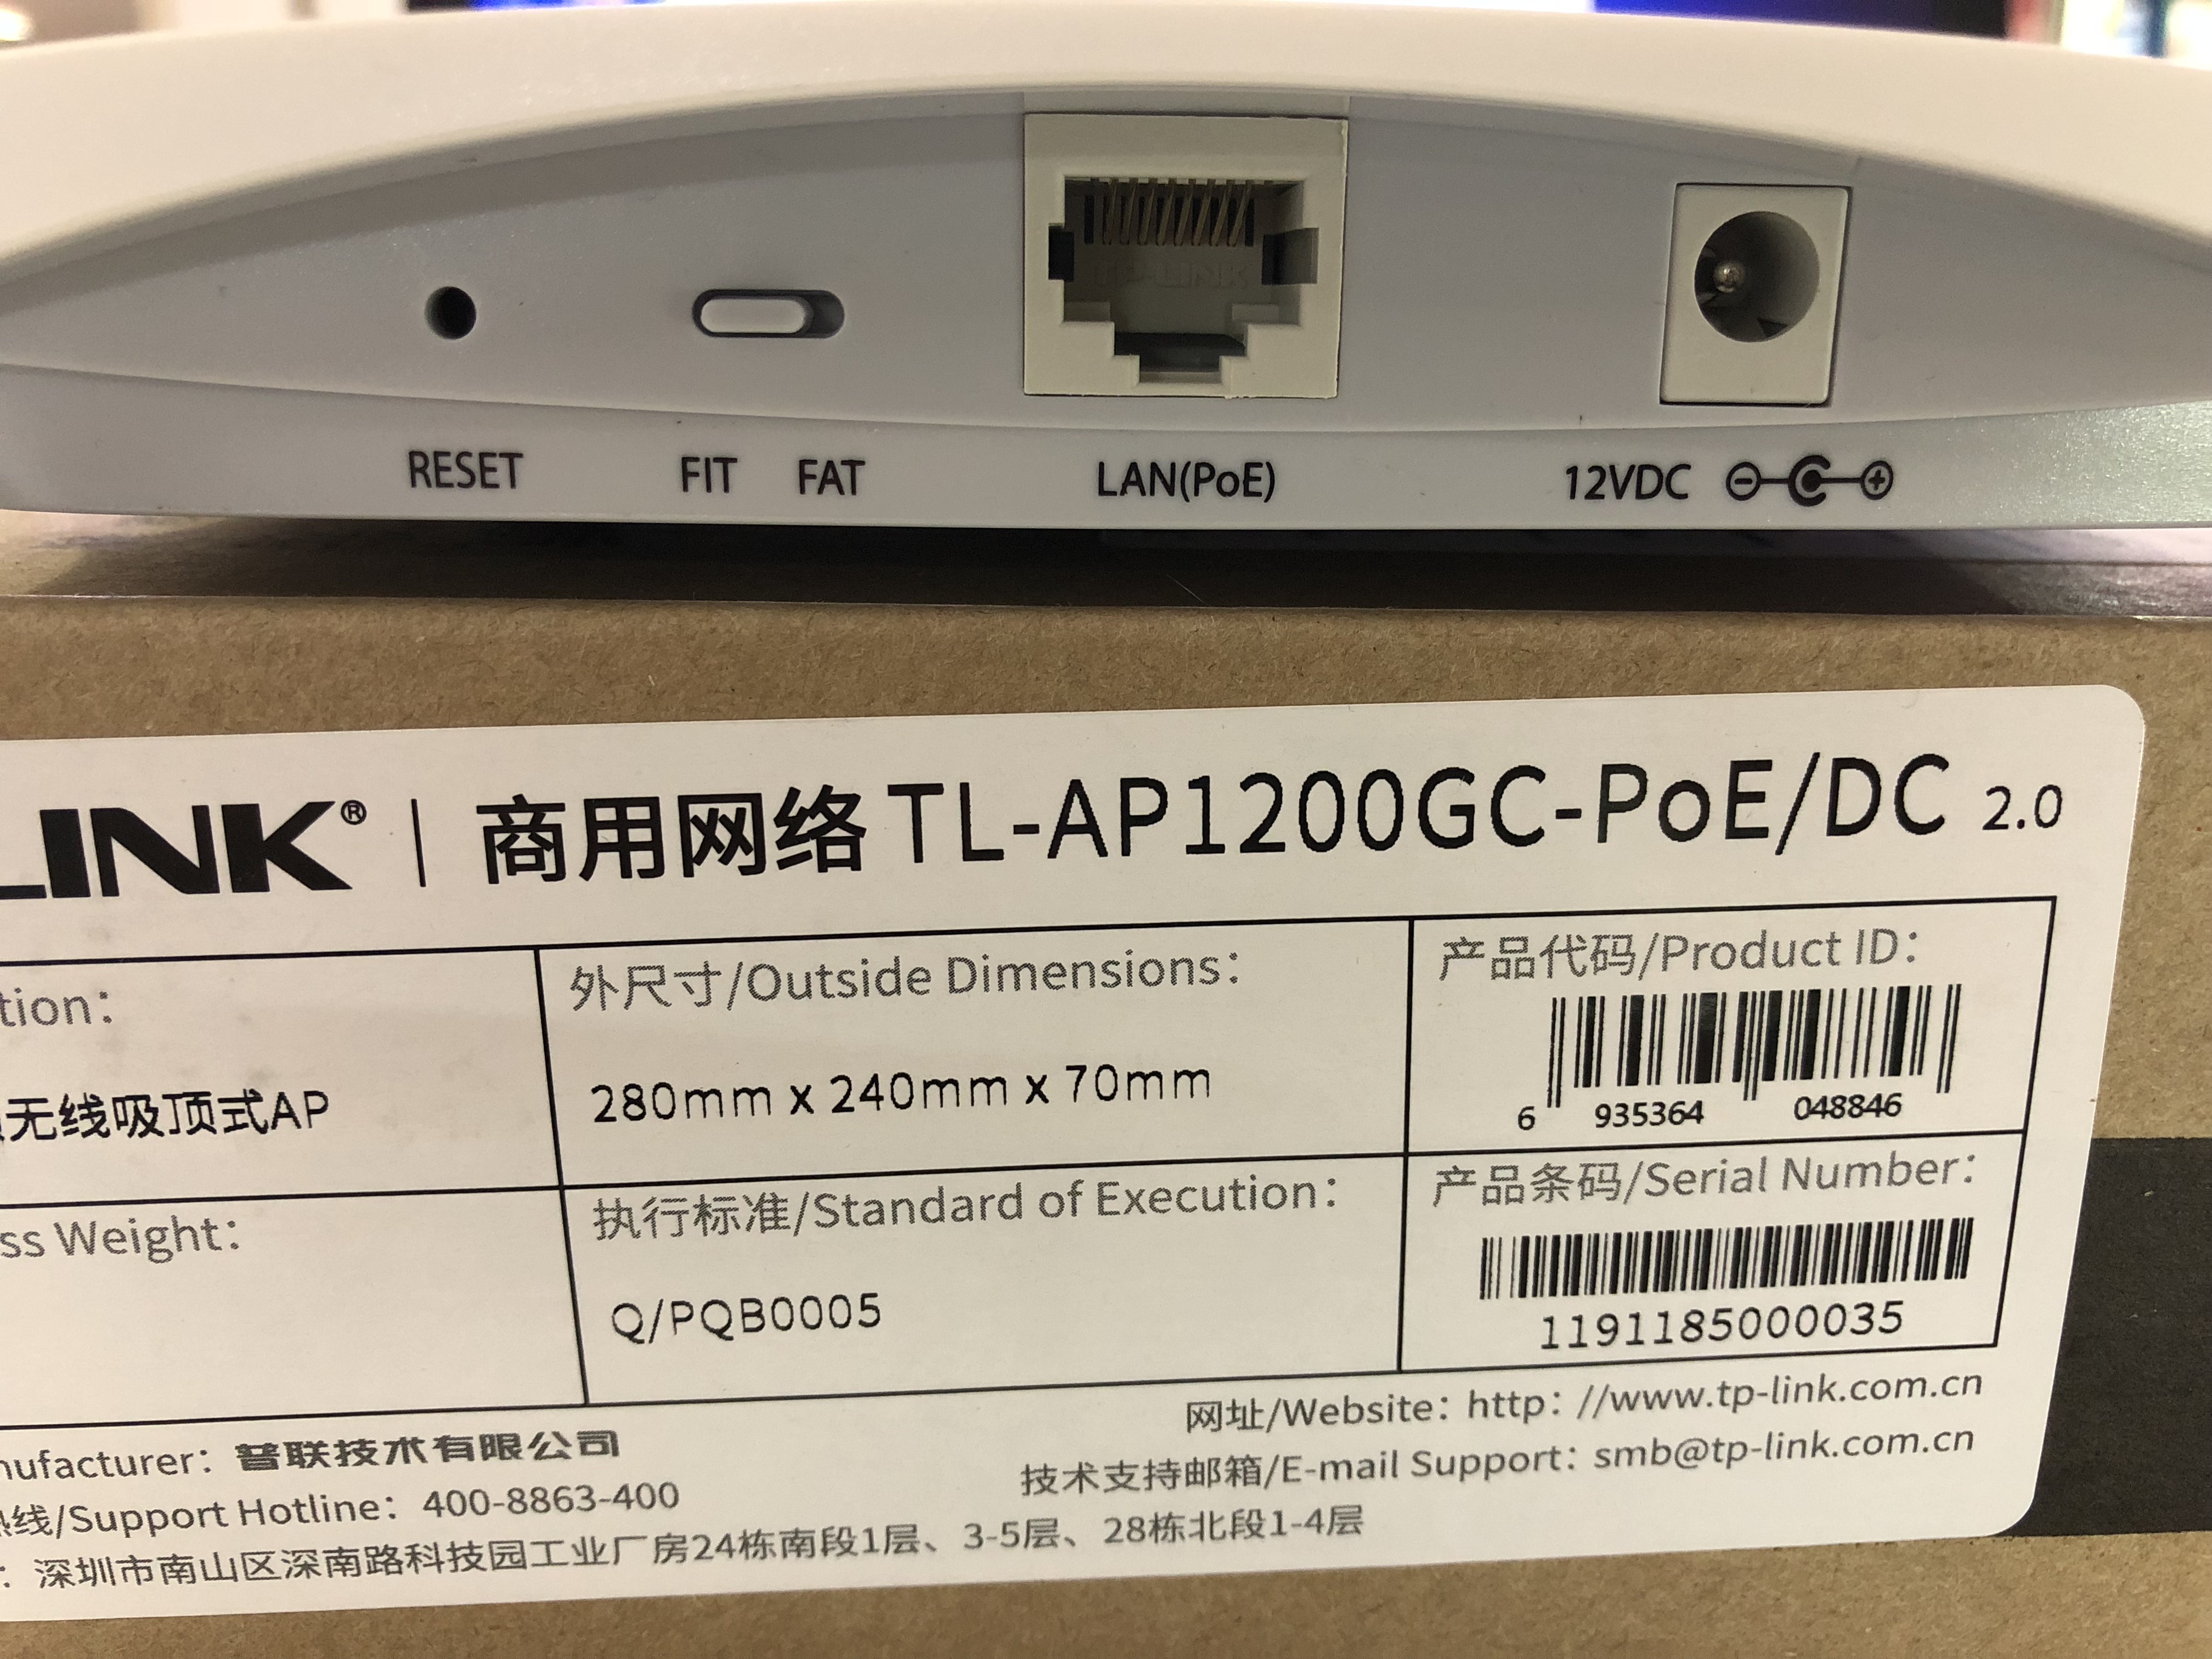 TP-LINK
RESET FIT FAT LAN(PoE) 12VDC
LINK® | 商用网络 TL-AP1200GC-PoE/DC 2.0
tion: 外尺寸/Outside Dimensions: 产品代码/Product ID:
无线吸顶式AP 280mm x 240mm x 70mm 6 935364 048846
ss Weight: 执行标准/Standard of Execution: 产品条码/Serial Number:
Q/PQB0005 1191185000035
nufacturer: 普联技术有限公司 网址/Website: http: //www.tp-link.com.cn
热线/Support Hotline: 400-8863-400 技术支持邮箱/E-mail Support: smb@tp-link.com.cn
: 深圳市南山区深南路科技园工业厂房24栋南段1层、3-5层、28栋北段1-4层